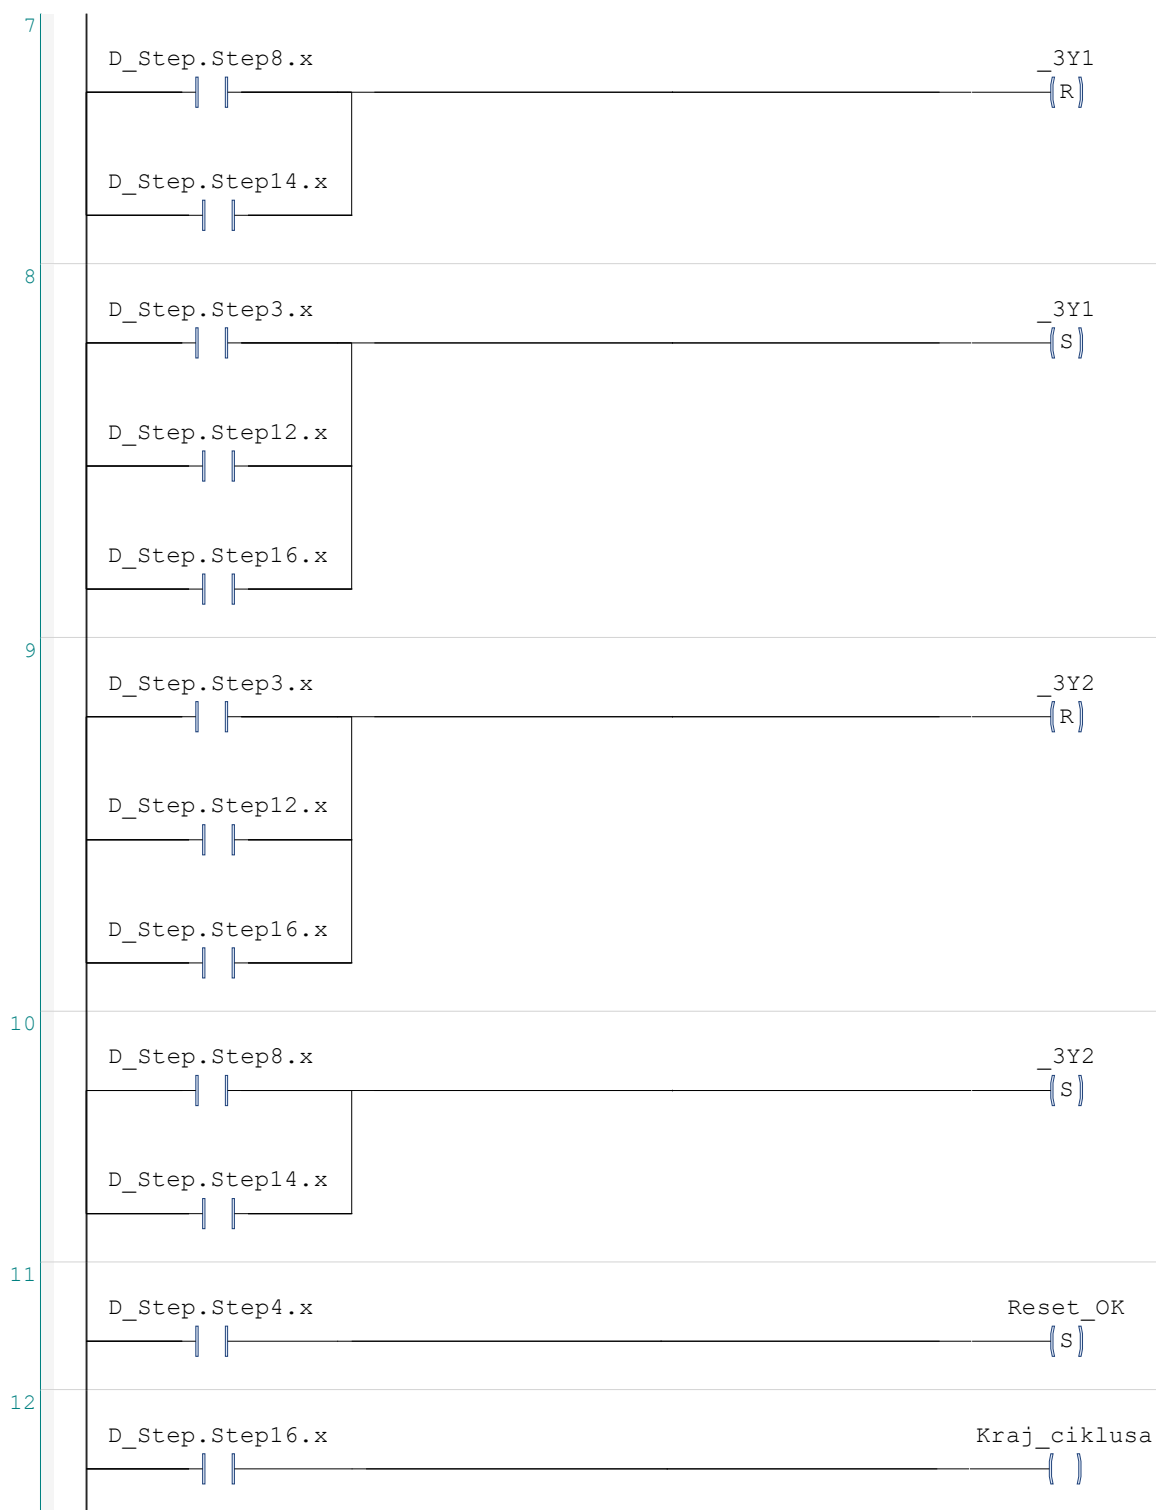 7
D_Step.Step8.x _3Y1
R
D_Step.Step14.x
8
D_Step.Step3.x _3Y1
S
D_Step.Step12.x
D_Step.Step16.x
9
D_Step.Step3.x _3Y2
R
D_Step.Step12.x
D_Step.Step16.x
10
D_Step.Step8.x _3Y2
S
D_Step.Step14.x
11
D_Step.Step4.x Reset_OK
S
12
D_Step.Step16.x Kraj_ciklusa